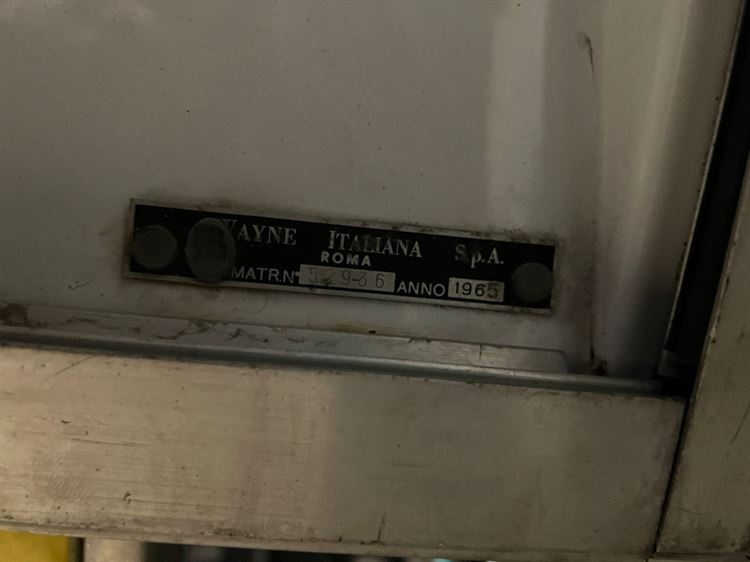 WAYNE ITALIANA S.p.A.
ROMA
MATR.N° 52936 ANNO 1965